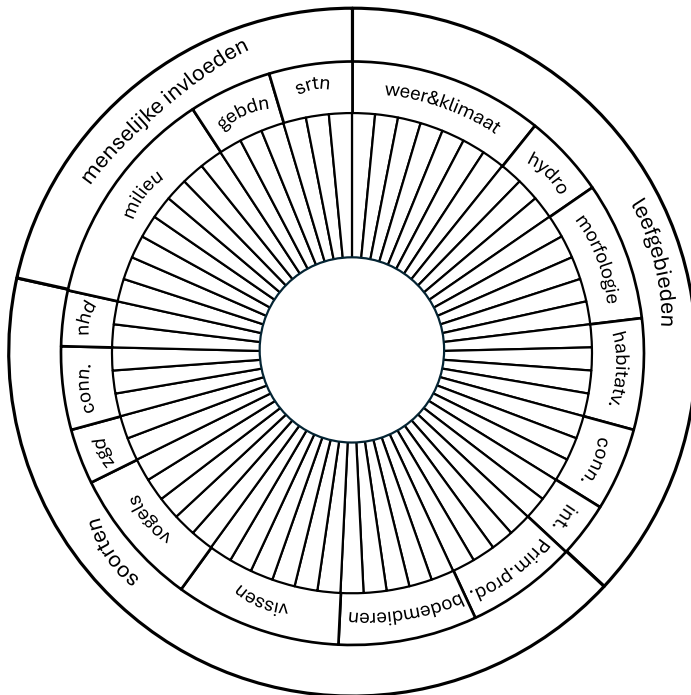 menselijke invloeden
leefgebieden
soorten
srtn
gebdn
milieu
weer&klimaat
hydro
morfologie
habitatv.
conn.
int.
Prim.prod.
bodemdieren
vissen
vogels
zgd
conn.
nhd